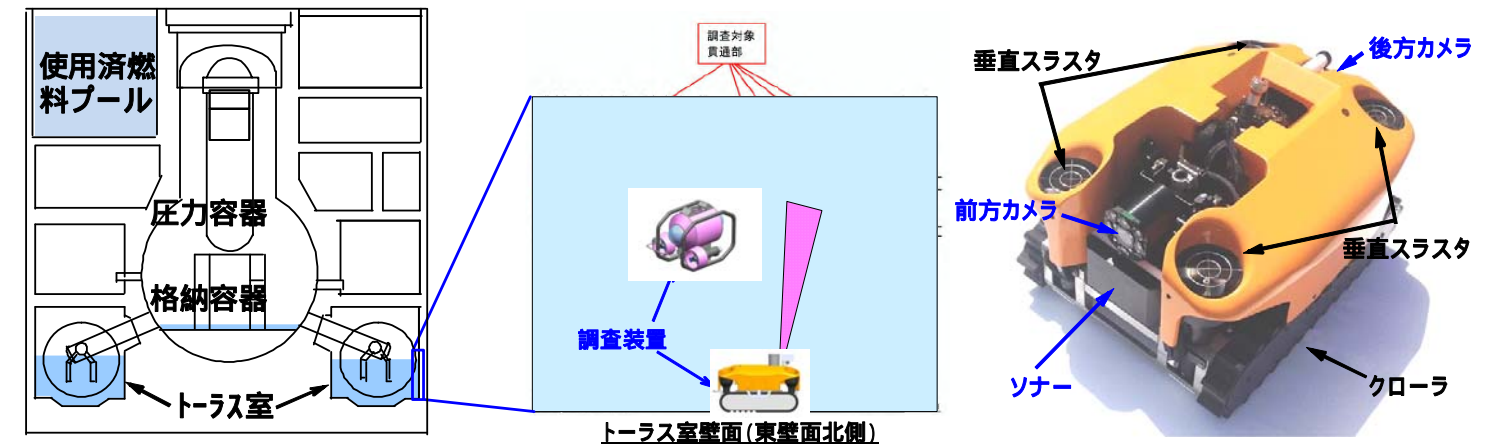 使用済燃
料プール
圧力容器
格納容器
トーラス室
調査対象
貫通部
調査装置
トーラス室壁面(東壁面北側)
垂直スラスタ
後方カメラ
前方カメラ
垂直スラスタ
ソナー
クローラ